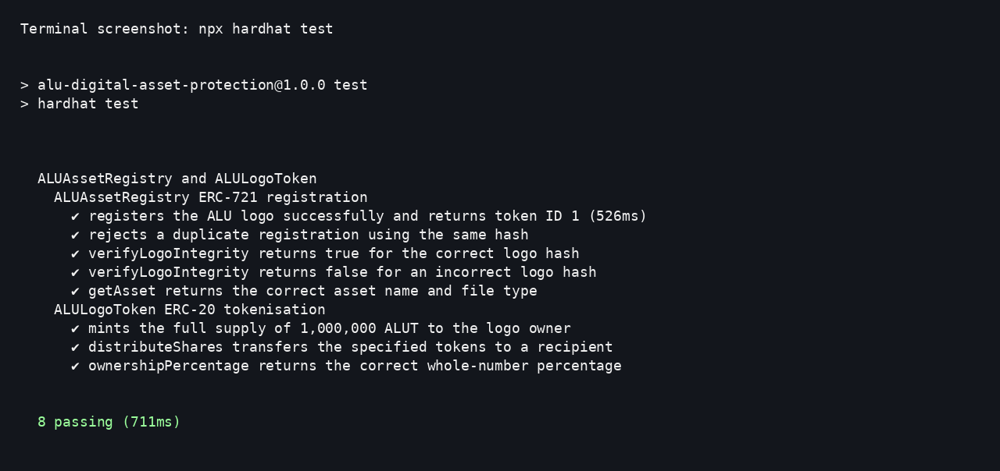 Terminal screenshot: npx hardhat test
> alu-digital-asset-protection@1.0.0 test
> hardhat test
ALUAssetRegistry and ALULogoToken
ALUAssetRegistry ERC-721 registration
✔ registers the ALU logo successfully and returns token ID 1 (526ms)
✔ rejects a duplicate registration using the same hash
✔ verifyLogoIntegrity returns true for the correct logo hash
✔ verifyLogoIntegrity returns false for an incorrect logo hash
✔ getAsset returns the correct asset name and file type
ALULogoToken ERC-20 tokenisation
✔ mints the full supply of 1,000,000 ALUT to the logo owner
✔ distributeShares transfers the specified tokens to a recipient
✔ ownershipPercentage returns the correct whole-number percentage
8 passing (711ms)